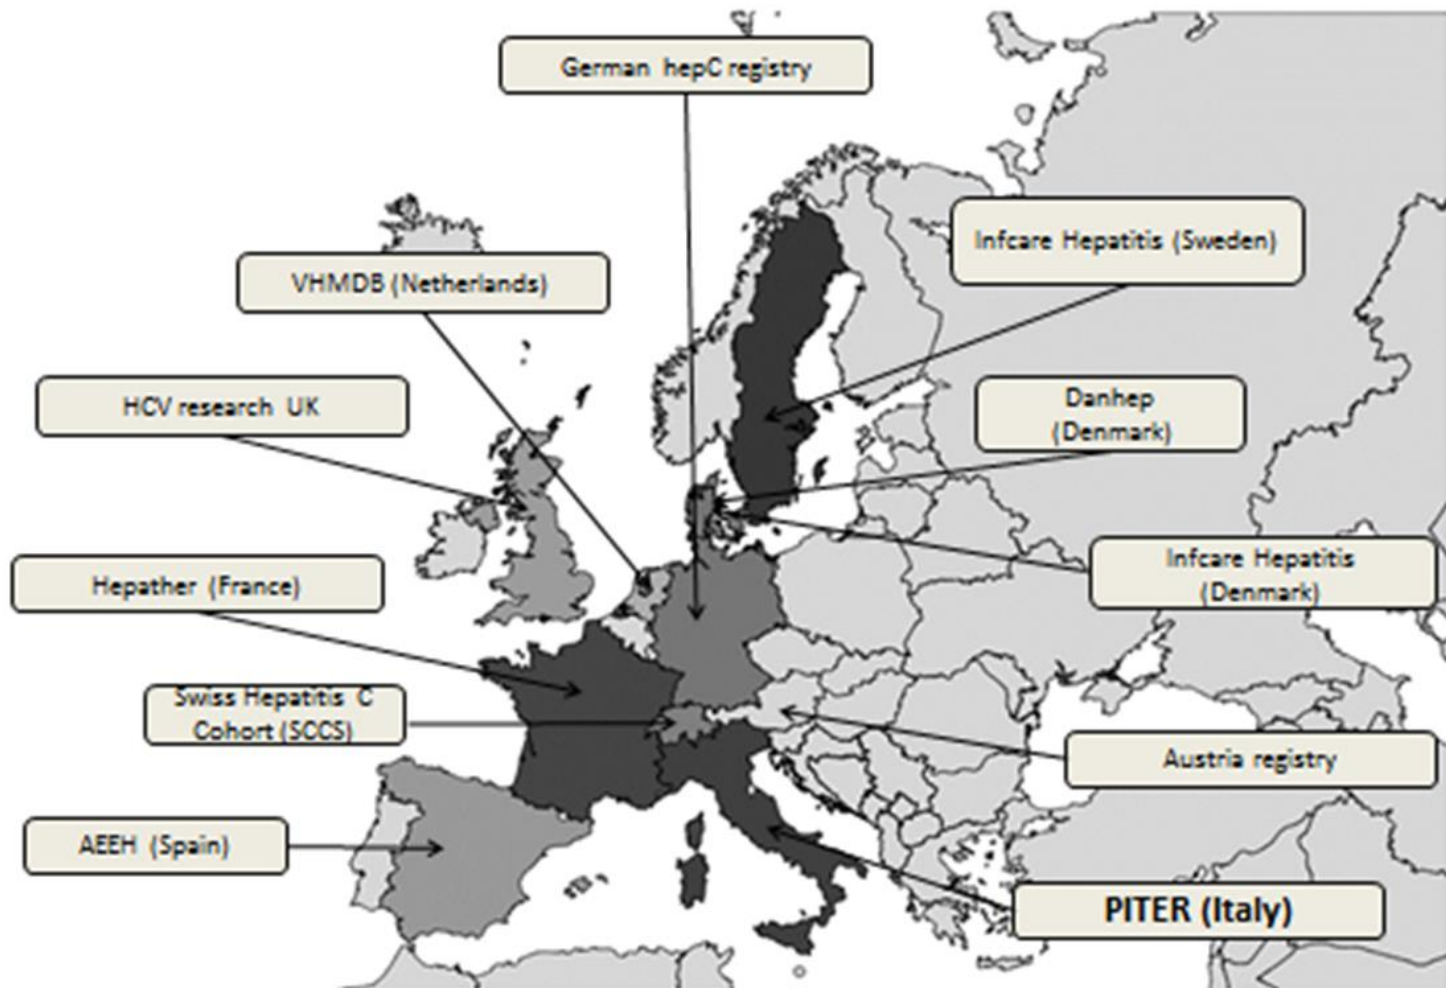 German hepC registry
Infcare Hepatitis (Sweden)
VHMDB (Netherlands)
HCV research UK
Danhep
(Denmark)
Infcare Hepatitis
(Denmark)
Hepather (France)
Swiss Hepatitis C
Cohort (SCCS)
Austria registry
AEEH (Spain)
PITER (Italy)